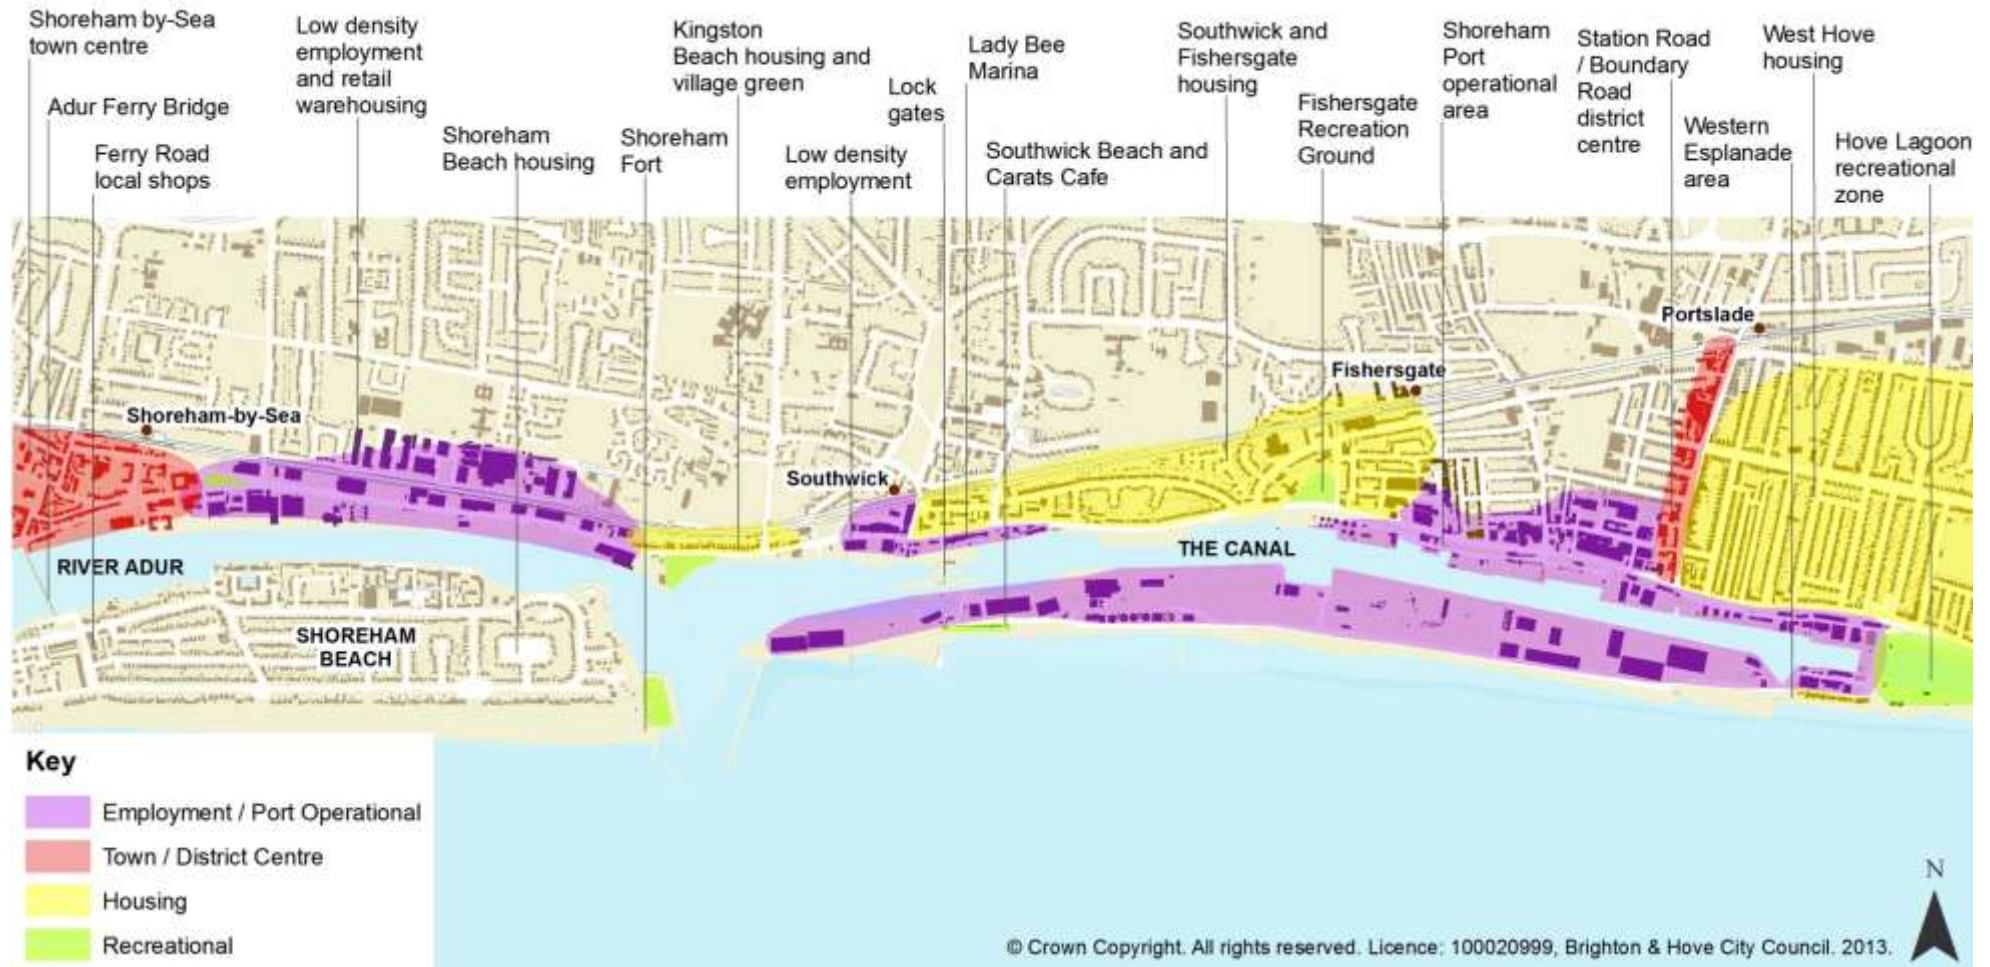 Shoreham by-Sea
town centre
Adur Ferry Bridge
Ferry Road
local shops
Low density
employment
and retail
warehousing
Shoreham
Beach housing
Shoreham
Fort
Kingston
Beach housing and
village green
Low density
employment
Lock
gates
Lady Bee
Marina
Southwick Beach and
Carats Cafe
Southwick and
Fishersgate
housing
Fishersgate
Recreation
Ground
Shoreham
Port
operational
area
Station Road
/ Boundary
Road
district
centre
Western
Esplanade
area
West Hove
housing
Hove Lagoon
recreational
zone
Portslade
Fishersgate
Shoreham-by-Sea
Southwick
THE CANAL
RIVER ADUR
SHOREHAM
BEACH
Key
Employment / Port Operational
Town / District Centre
Housing
Recreational
N
© Crown Copyright. All rights reserved. Licence: 100020999, Brighton & Hove City Council. 2013.